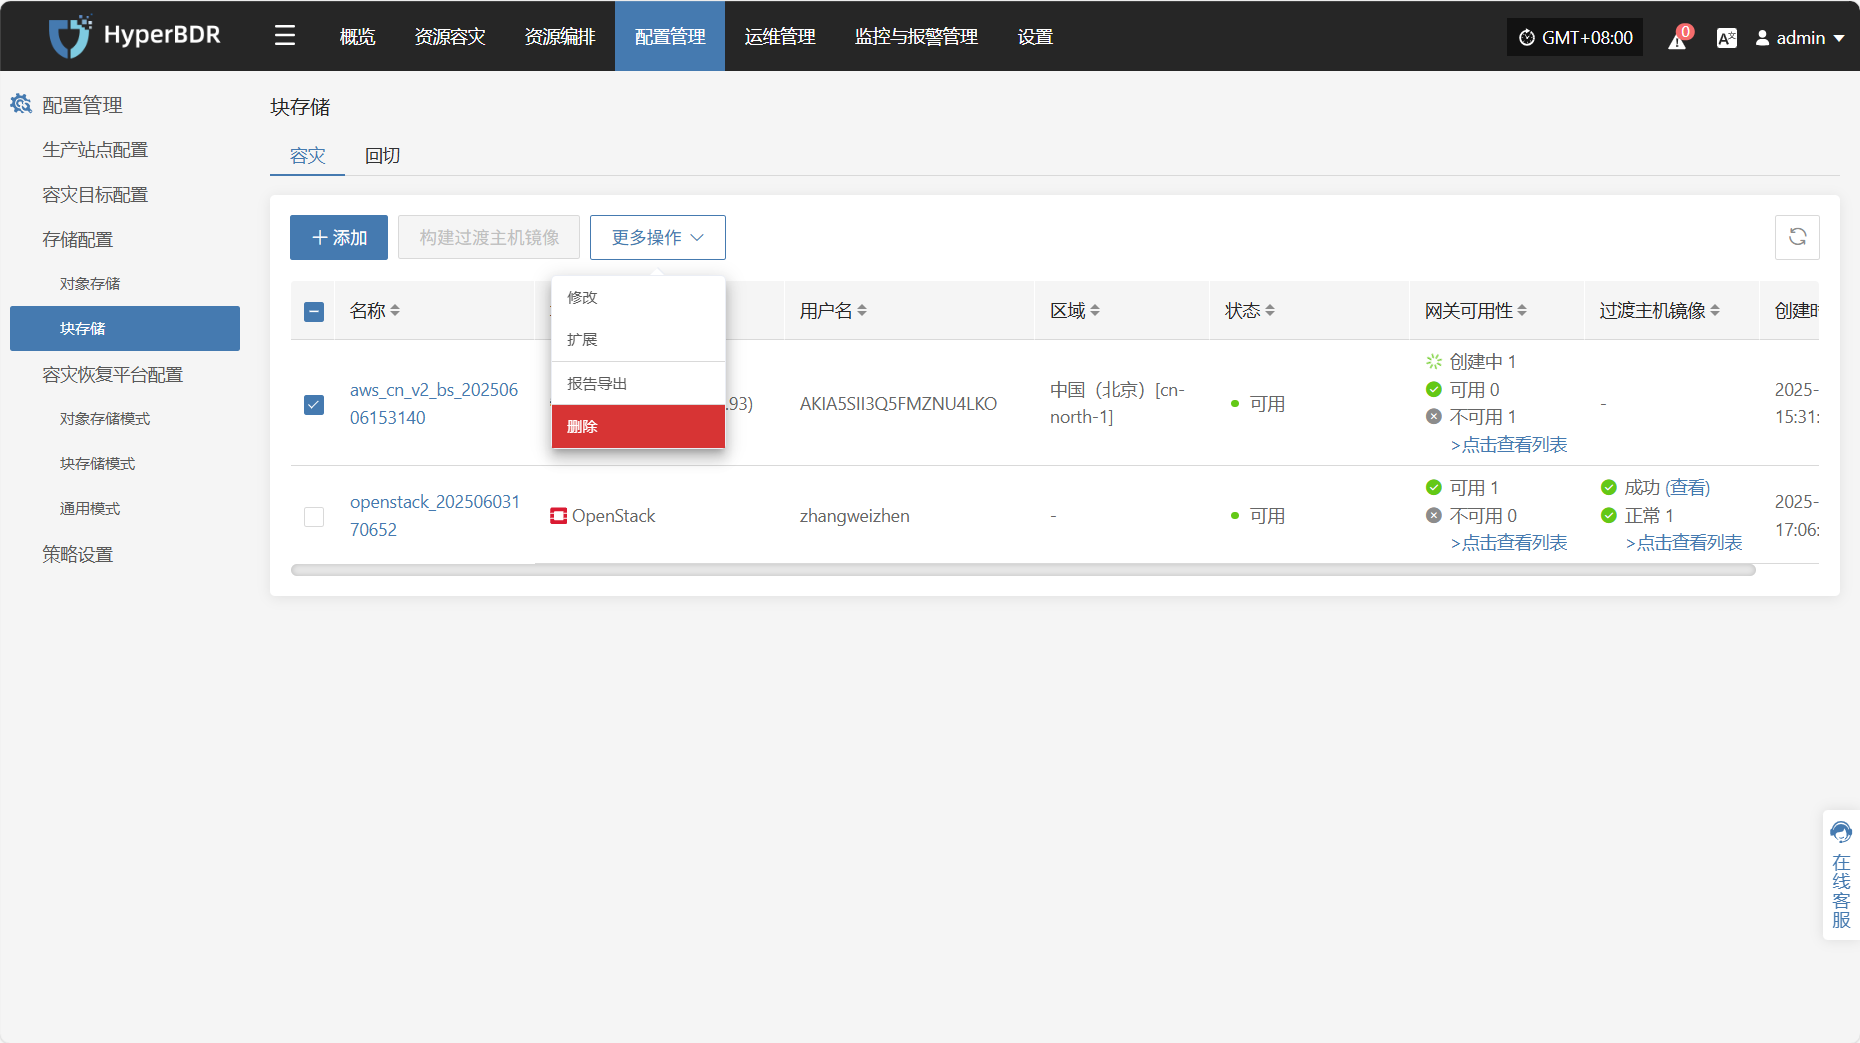 HyperBDR
概览
资源容灾
资源编排
配置管理
运维管理
监控与报警管理
设置
GMT+08:00
0
admin
配置管理
生产站点配置
容灾目标配置
存储配置
对象存储
块存储
容灾恢复平台配置
对象存储模式
块存储模式
通用模式
策略设置
块存储
容灾
回切
添加
构建过渡主机镜像
更多操作
修改
扩展
报告导出
删除
名称
用户名
区域
状态
网关可用性
过渡主机镜像
创建时
aws_cn_v2_bs_202506
06153140
.93)
AKIA5SII3Q5FMZNU4LKO
中国（北京）[cn-
north-1]
可用
创建中 1
可用 0
不可用 1
>点击查看列表
-
2025-
15:31:
openstack_202506031
70652
OpenStack
zhangweizhen
-
可用
可用 1
不可用 0
>点击查看列表
成功 (查看)
正常 1
>点击查看列表
2025-
17:06:
在线客服